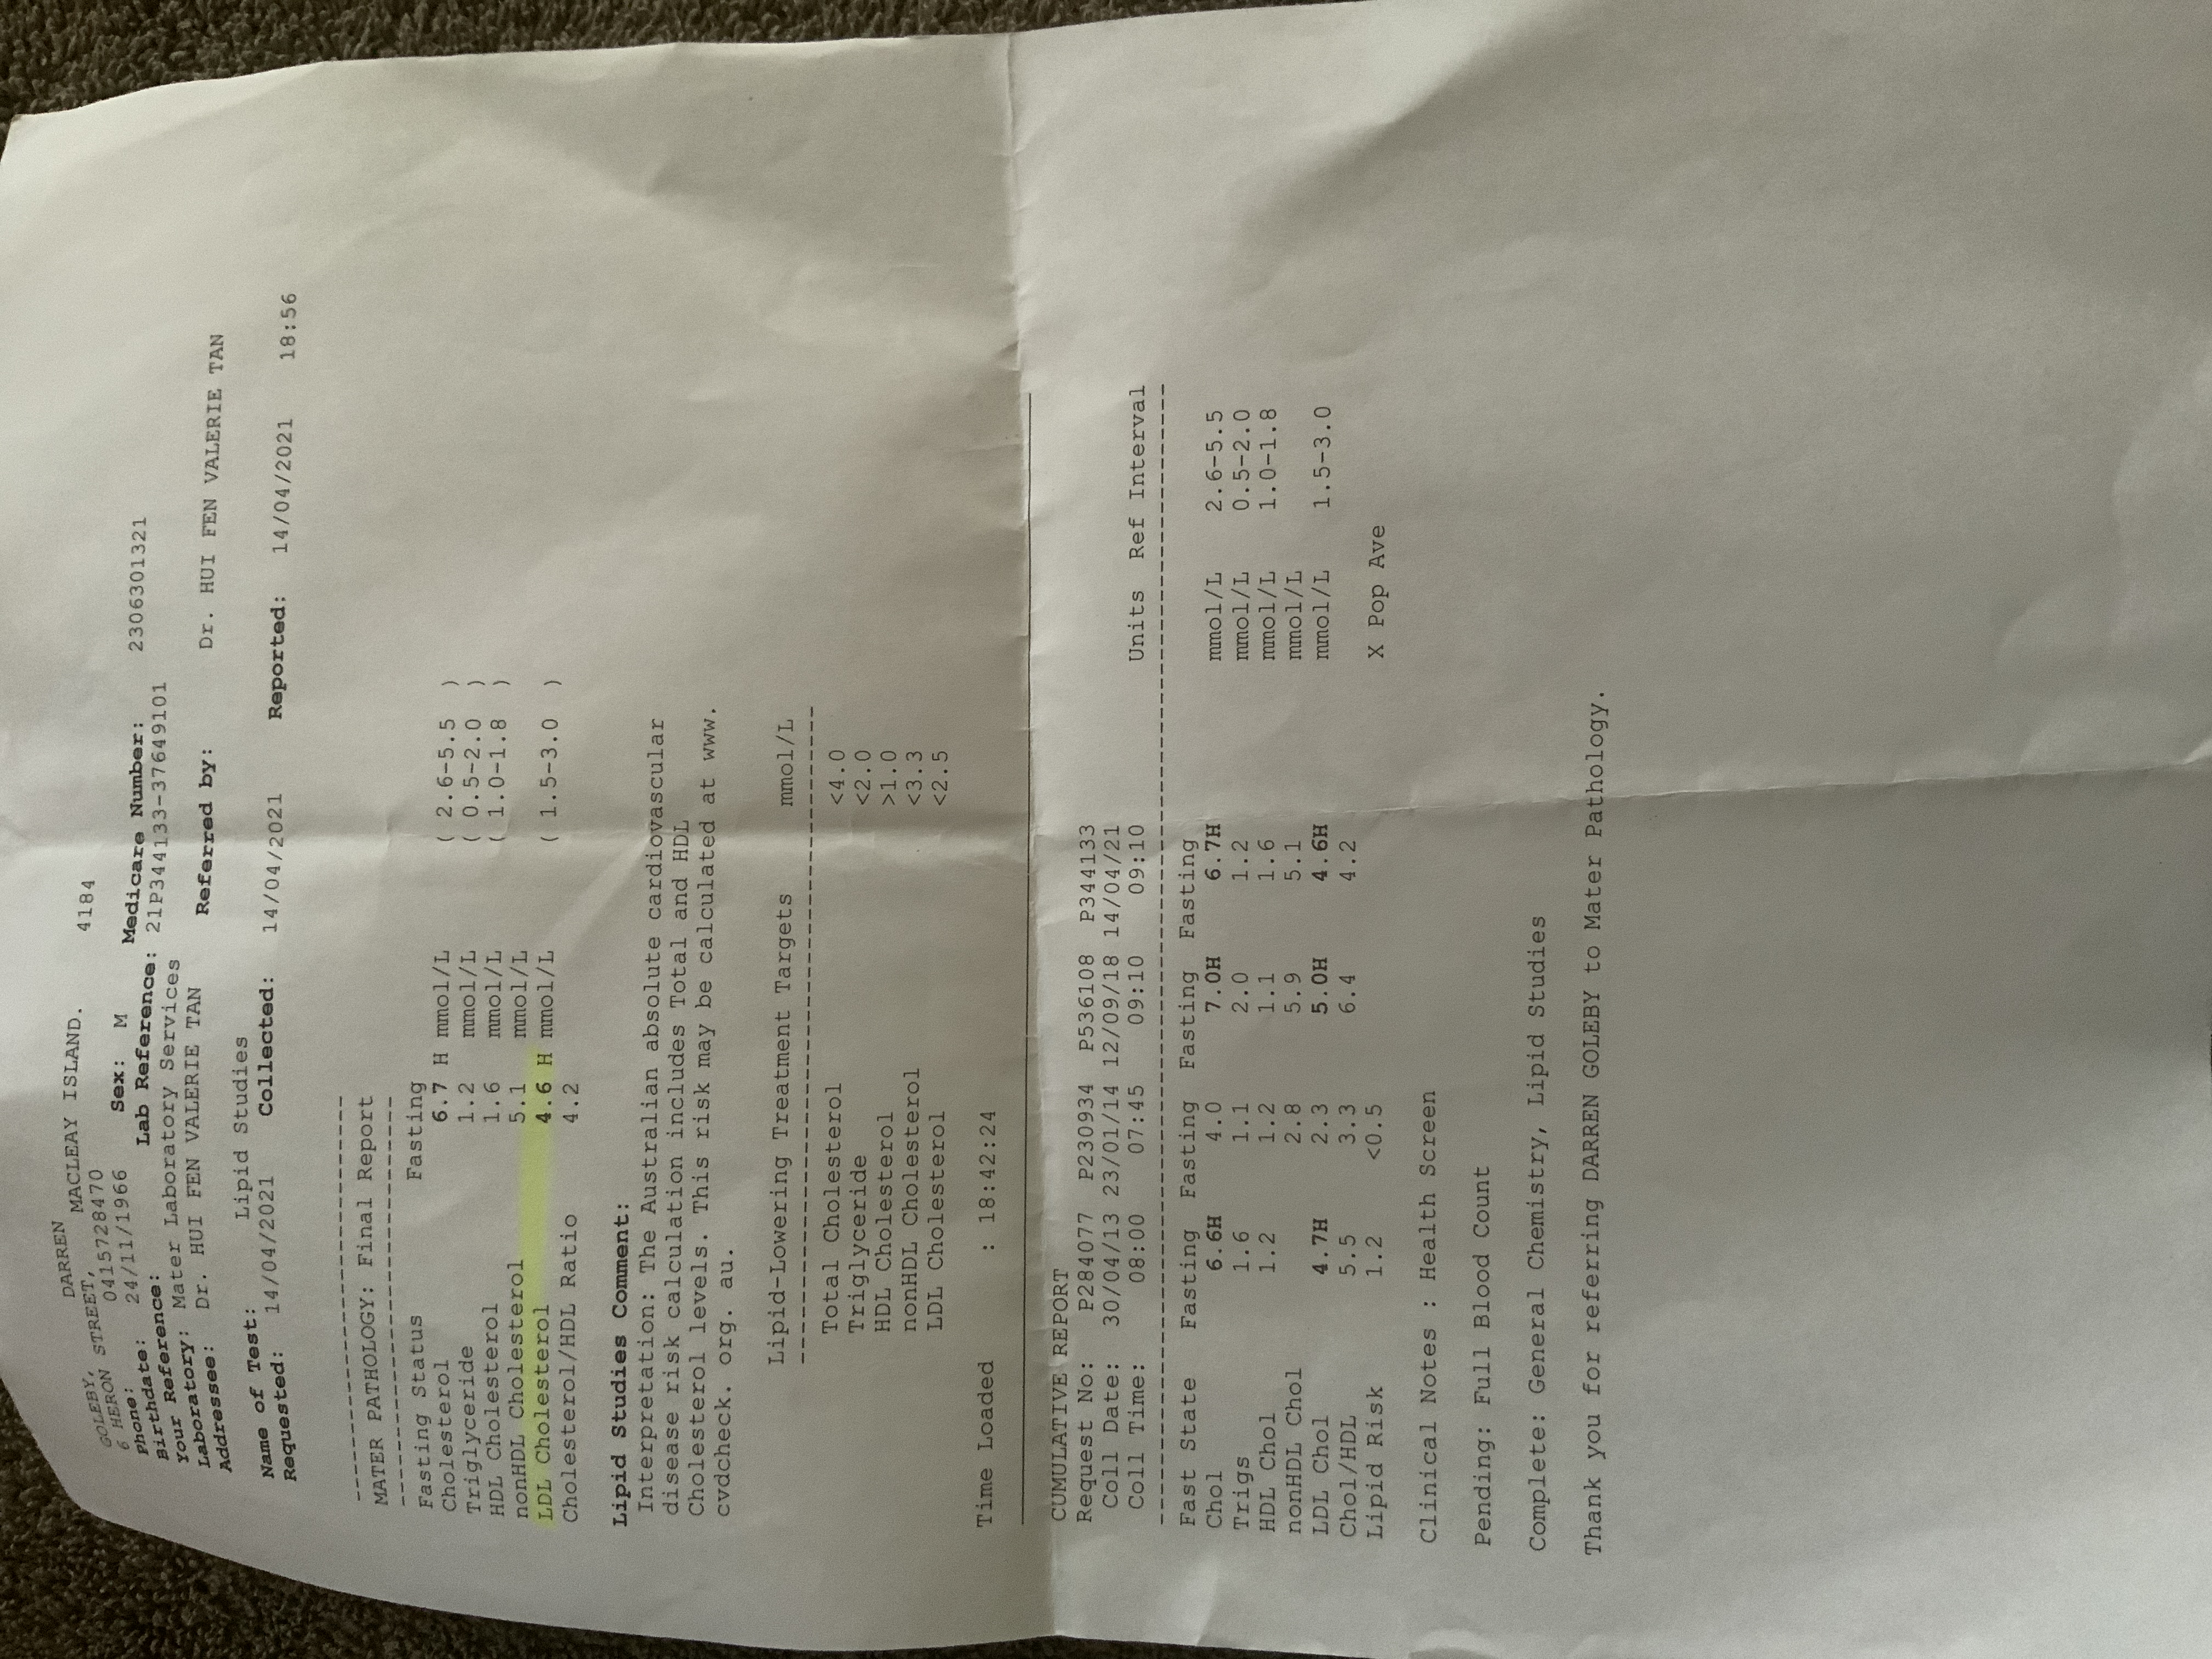 GOLEBY, DARREN
6 HERON STREET, MACLEAY ISLAND. 4184
Phone: 0415728470
Birthdate: 24/11/1966 Sex: M Medicare Number: 2306301321
Your Reference: Lab Reference: 21P344133-37649101
Laboratory: Mater Laboratory Services
Addressee: Dr. HUI FEN VALERIE TAN Referred by: Dr. HUI FEN VALERIE TAN
Name of Test: Lipid Studies
Requested: 14/04/2021 Collected: 14/04/2021 Reported: 14/04/2021 18:56
MATER PATHOLOGY: Final Report
Fasting Status Fasting
Cholesterol 6.7 H mmol/L ( 2.6-5.5 )
Triglyceride 1.2 mmol/L ( 0.5-2.0 )
HDL Cholesterol 1.6 mmol/L ( 1.0-1.8 )
nonHDL Cholesterol 5.1 mmol/L
LDL Cholesterol 4.6 H mmol/L ( 1.5-3.0 )
Cholesterol/HDL Ratio 4.2
Lipid Studies Comment:
Interpretation: The Australian absolute cardiovascular
disease risk calculation includes Total and HDL
Cholesterol levels. This risk may be calculated at www.
cvdcheck. org. au.
Lipid-Lowering Treatment Targets mmol/L
Total Cholesterol <4.0
Triglyceride <2.0
HDL Cholesterol >1.0
nonHDL Cholesterol <3.3
LDL Cholesterol <2.5
Time Loaded : 18:42:24
CUMULATIVE REPORT
Request No: P284077 P230934 P536108 P344133
Coll Date: 30/04/13 23/01/14 12/09/18 14/04/21
Coll Time: 08:00 07:45 09:10 09:10 Units Ref Interval
Fast State Fasting Fasting Fasting Fasting
Chol 6.6H 4.0 7.0H 6.7H mmol/L 2.6-5.5
Trigs 1.6 1.1 2.0 1.2 mmol/L 0.5-2.0
HDL Chol 1.2 1.2 1.1 1.6 mmol/L 1.0-1.8
nonHDL Chol 2.8 5.9 5.1 mmol/L
LDL Chol 4.7H 2.3 5.0H 4.6H mmol/L 1.5-3.0
Chol/HDL 5.5 3.3 6.4 4.2
Lipid Risk 1.2 <0.5 X Pop Ave
Clinical Notes : Health Screen
Pending: Full Blood Count
Complete: General Chemistry, Lipid Studies
Thank you for referring DARREN GOLEBY to Mater Pathology.